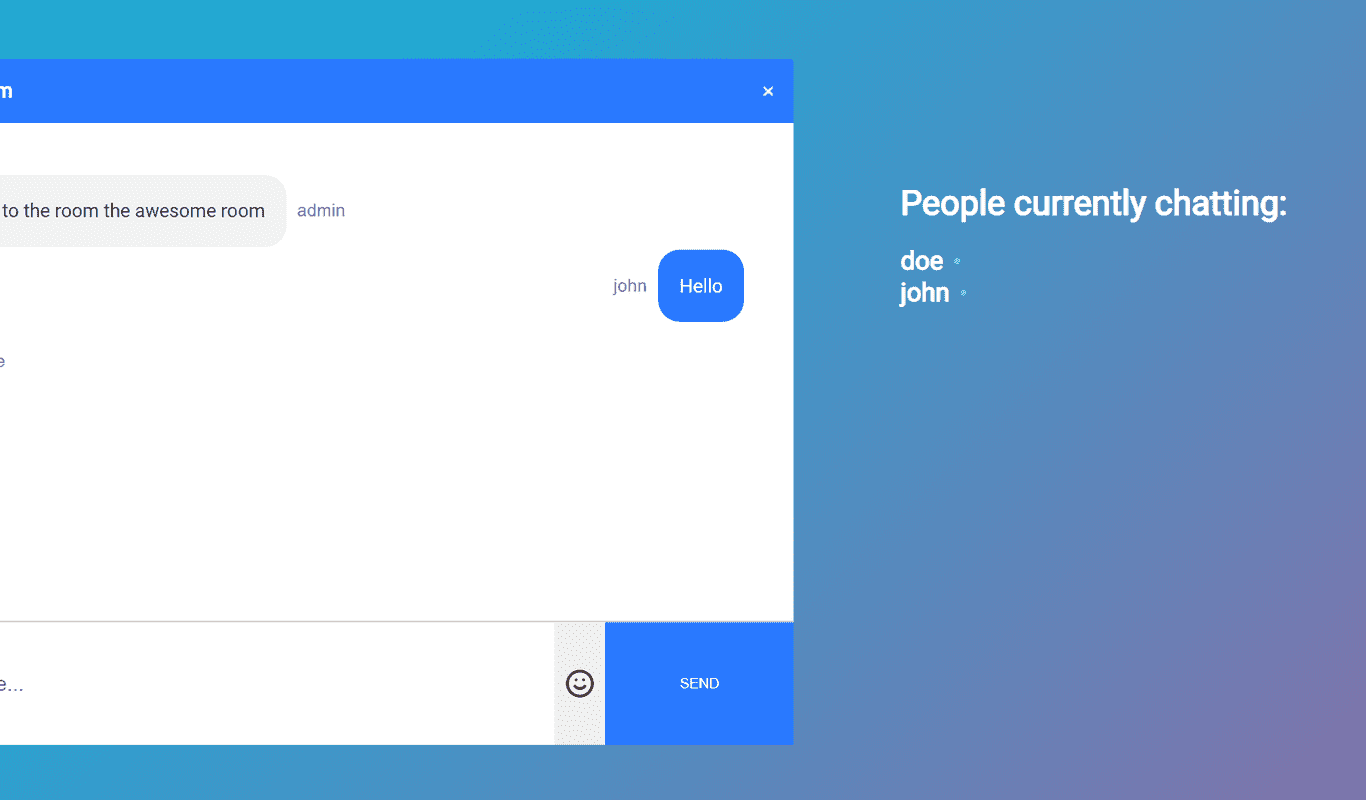 m
to the room the awesome room
admin
john
Hello
e
e...
SEND
People currently chatting:
doe
john